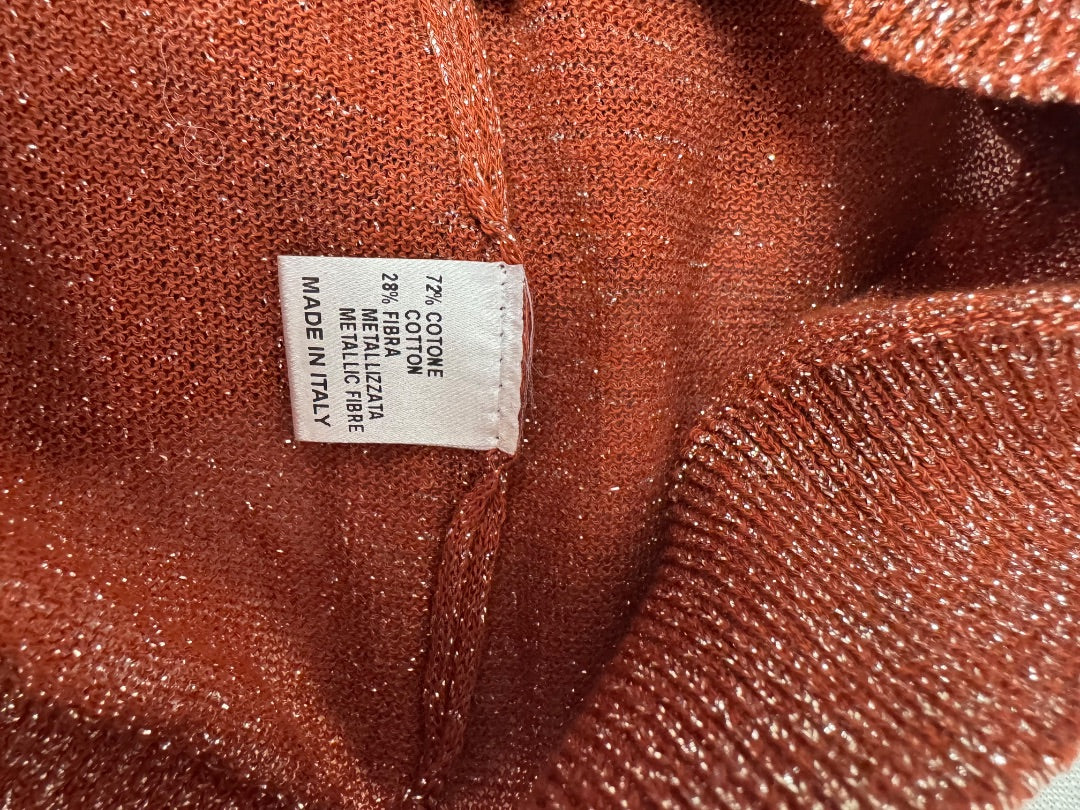 72% COTONE
COTTON
28% FIBRA
METALLIZZATA
METALLIC FIBRE
MADE IN ITALY